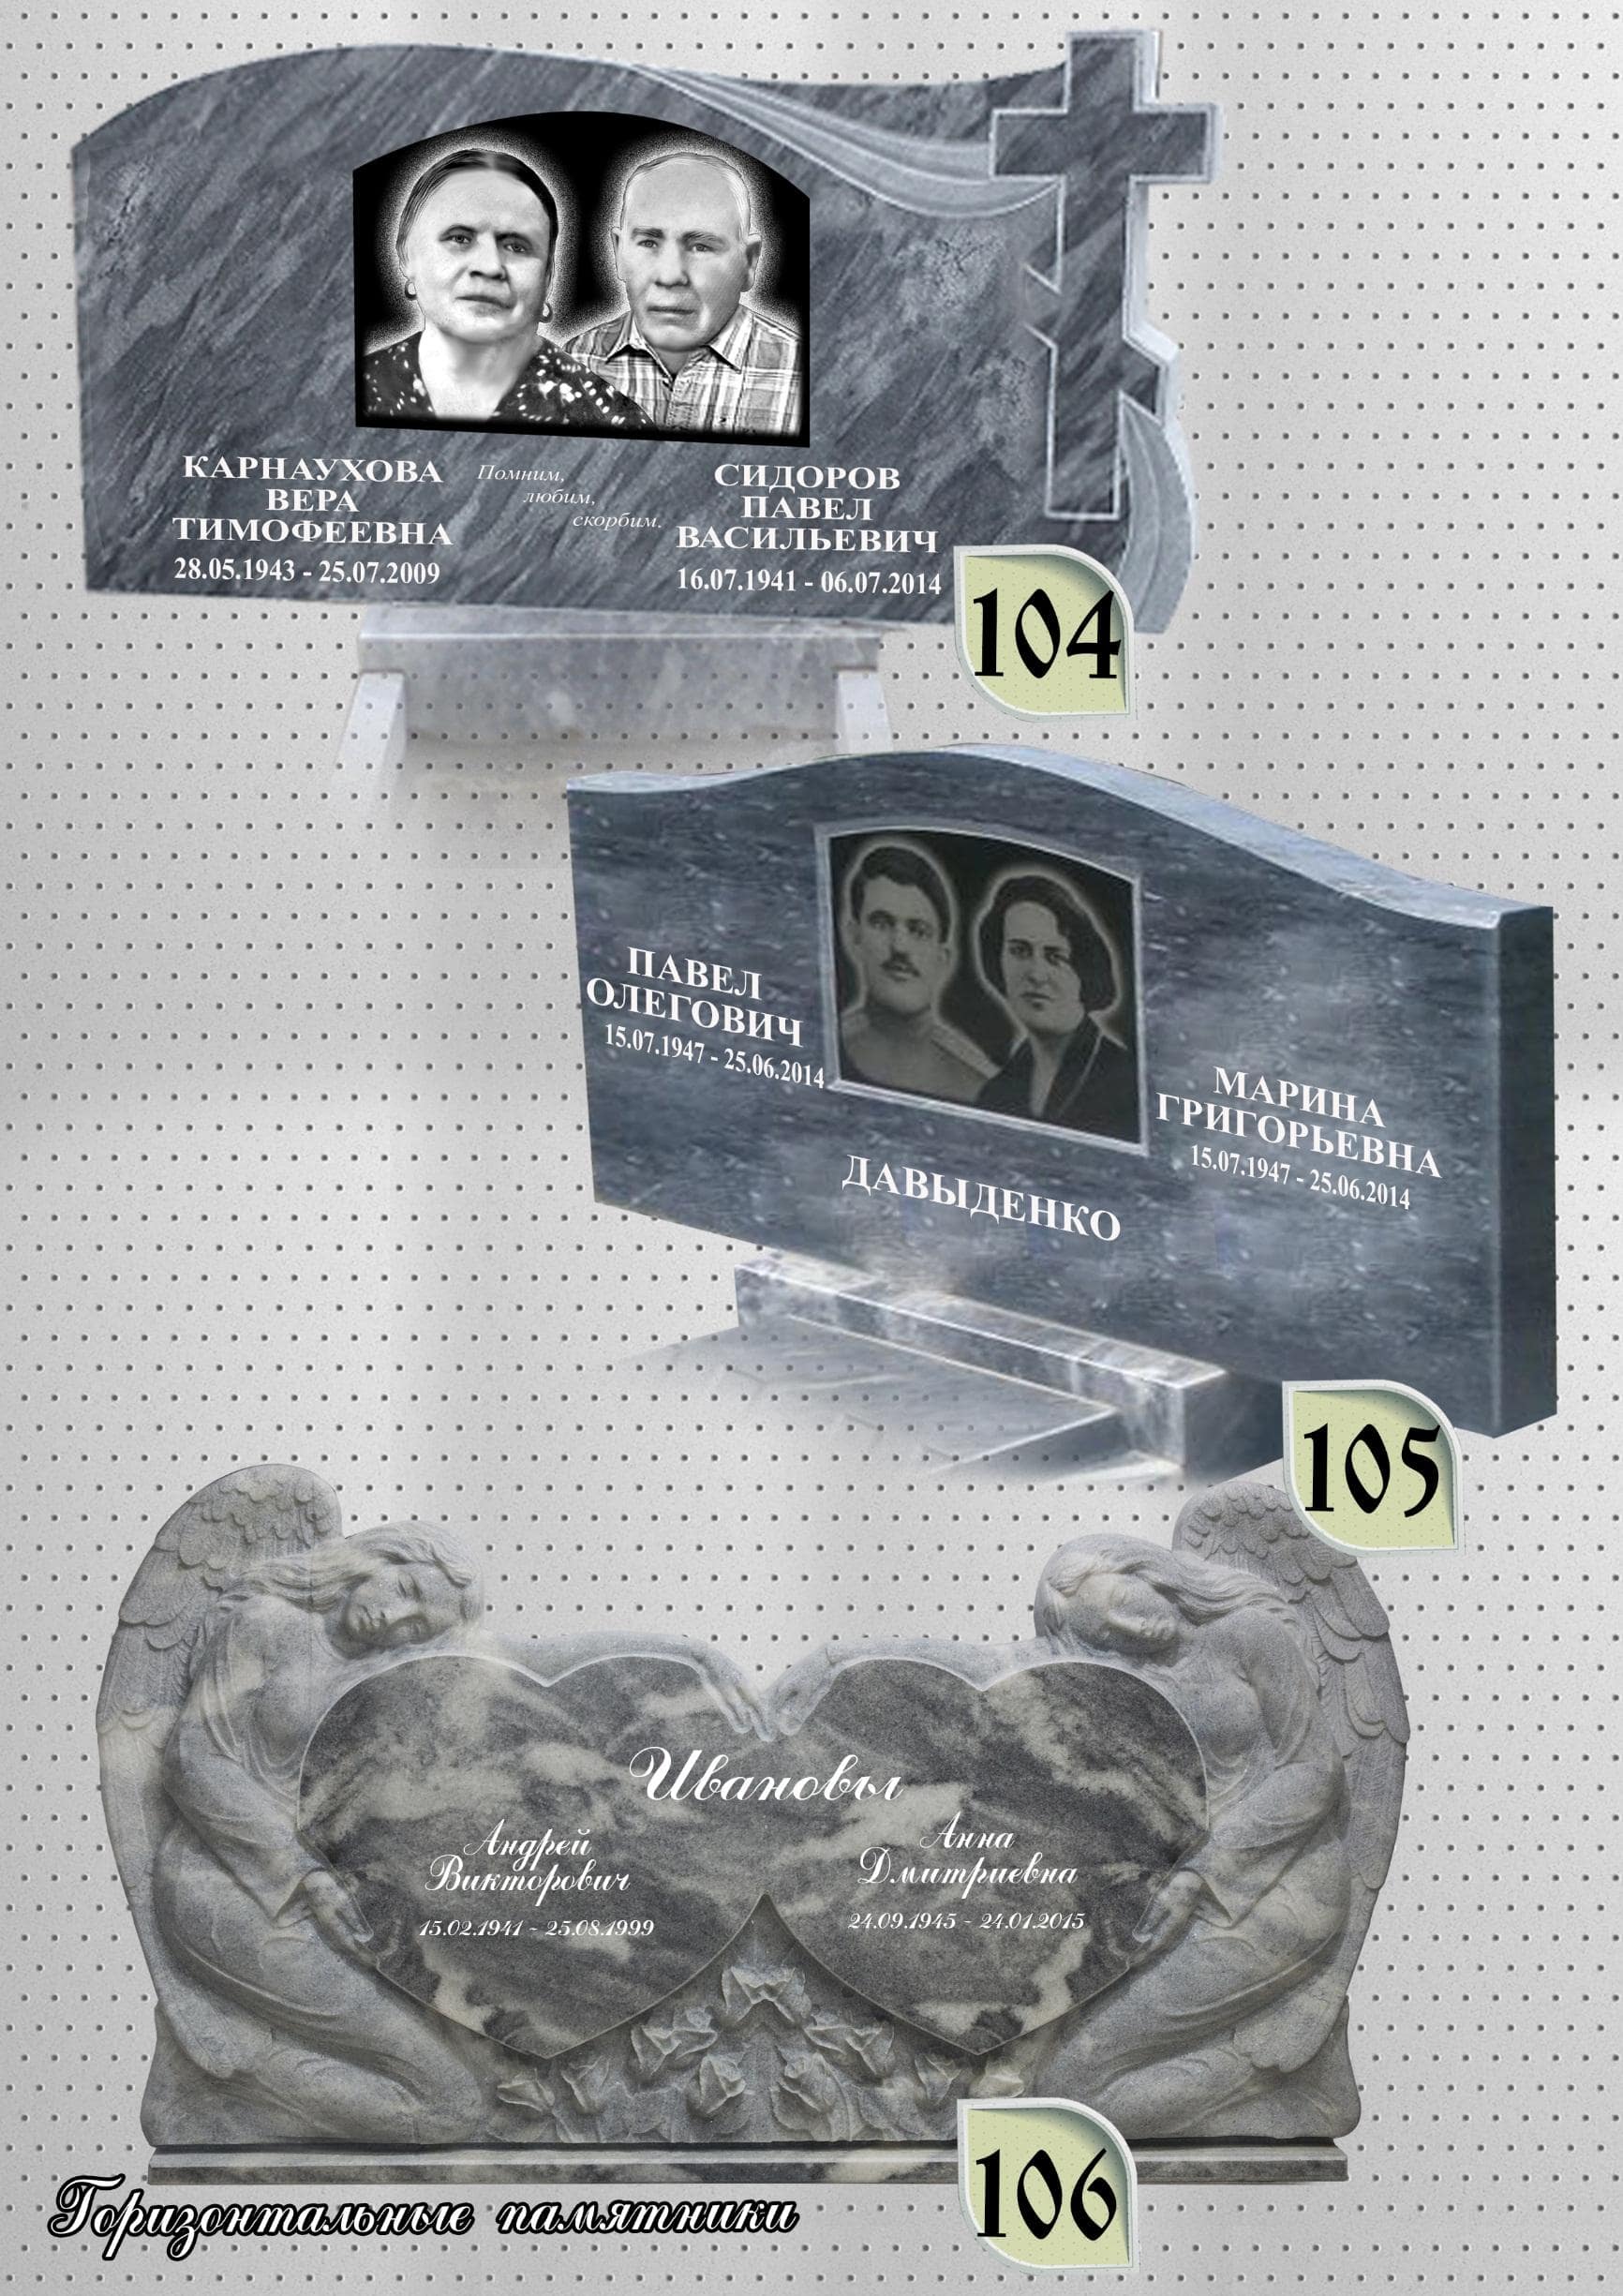 КАРНАУХОВА
ВЕРА
ТИМОФЕЕВНА
28.05.1943 - 25.07.2009
Помним,
любим,
скорбим.
СИДОРОВ
ПАВЕЛ
ВАСИЛЬЕВИЧ
16.07.1941 - 06.07.2014
104
ПАВЕЛ
ОЛЕГОВИЧ
15.07.1947 - 25.06.2014
МАРИНА
ГРИГОРЬЕВНА
15.07.1947 - 25.06.2014
ДАВЫДЕНКО
105
Ивановы
Андрей
Викторович
15.02.1941 - 25.08.1999
Анна
Дмитриевна
24.09.1945 - 24.01.2015
106
Горизонтальные памятники